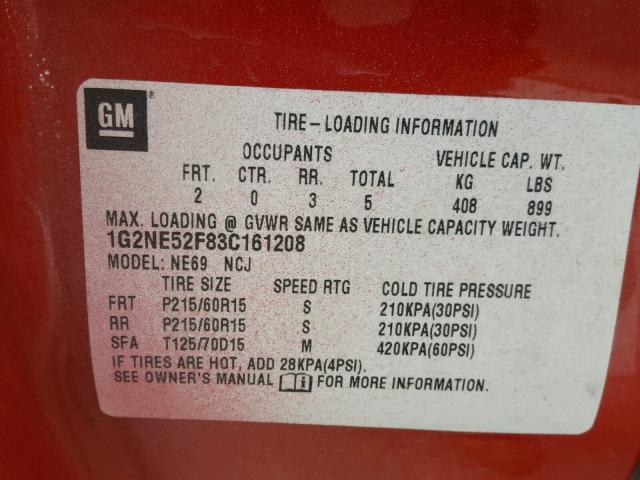 GM ®
TIRE-LOADING INFORMATION
OCCUPANTS VEHICLE CAP. WT.
FRT. CTR. RR. TOTAL KG LBS
2 0 3 5 408 899
MAX. LOADING @ GVWR SAME AS VEHICLE CAPACITY WEIGHT.
1G2NE52F83C161208
MODEL: NE69 NCJ
TIRE SIZE SPEED RTG COLD TIRE PRESSURE
FRT P215/60R15 S 210KPA(30PSI)
RR P215/60R15 S 210KPA(30PSI)
SFA T125/70D15 M 420KPA(60PSI)
IF TIRES ARE HOT, ADD 28KPA(4PSI).
SEE OWNER'S MANUAL FOR MORE INFORMATION.